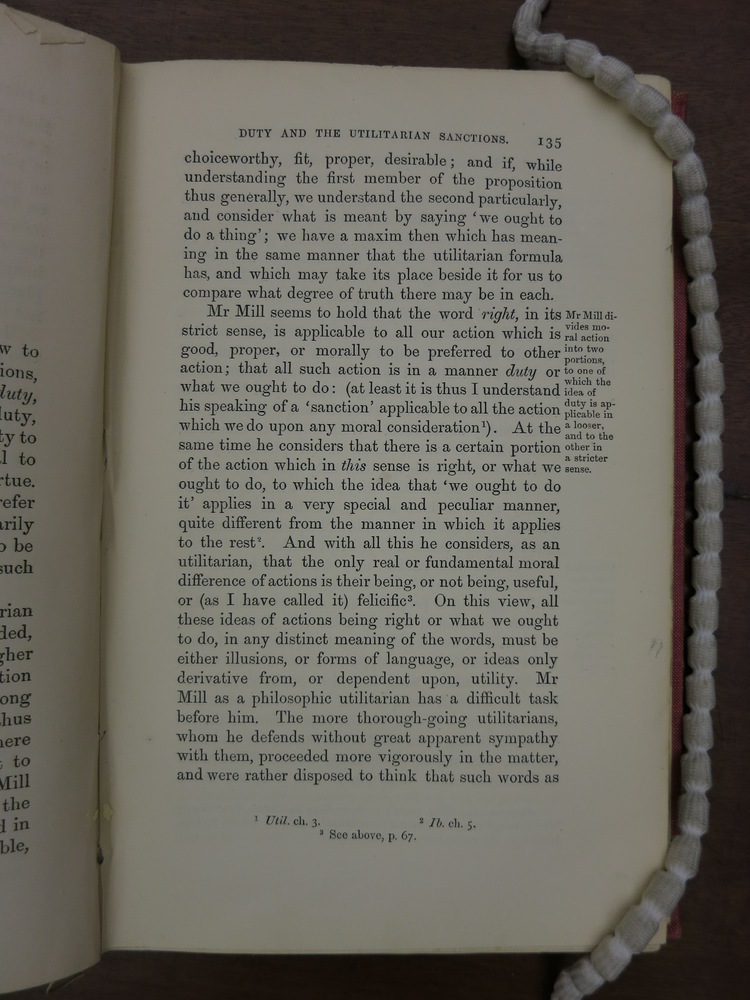 w to
ions,
duty,
luty,
ty to
l to
rtue.
refer
arily
o be
such
rian
ded,
gher
tion
ong
hus
here
to
Mill
the
d in
ble,
DUTY AND THE UTILITARIAN SANCTIONS. 135
choiceworthy, fit, proper, desirable; and if, while
understanding the first member of the proposition
thus generally, we understand the second particularly,
and consider what is meant by saying ‘we ought to
do a thing’; we have a maxim then which has mean-
ing in the same manner that the utilitarian formula
has, and which may take its place beside it for us to
compare what degree of truth there may be in each.
Mr Mill seems to hold that the word right, in its
strict sense, is applicable to all our action which is
good, proper, or morally to be preferred to other
action; that all such action is in a manner duty or
what we ought to do: (at least it is thus I understand
his speaking of a ‘sanction’ applicable to all the action
which we do upon any moral consideration¹). At the
same time he considers that there is a certain portion
of the action which in this sense is right, or what we
ought to do, to which the idea that ‘we ought to do
it’ applies in a very special and peculiar manner,
quite different from the manner in which it applies
to the rest². And with all this he considers, as an
utilitarian, that the only real or fundamental moral
difference of actions is their being, or not being, useful,
or (as I have called it) felicific³. On this view, all
these ideas of actions being right or what we ought
to do, in any distinct meaning of the words, must be
either illusions, or forms of language, or ideas only
derivative from, or dependent upon, utility. Mr
Mill as a philosophic utilitarian has a difficult task
before him. The more thorough-going utilitarians,
whom he defends without great apparent sympathy
with them, proceeded more vigorously in the matter,
and were rather disposed to think that such words as
Mr Mill di-
vides mo-
ral action
into two
portions,
to one of
which the
idea of
duty is ap-
plicable in
a looser,
and to the
other in
a stricter
sense.
¹ Util. ch. 3. ² Ib. ch. 5.
³ See above, p. 67.